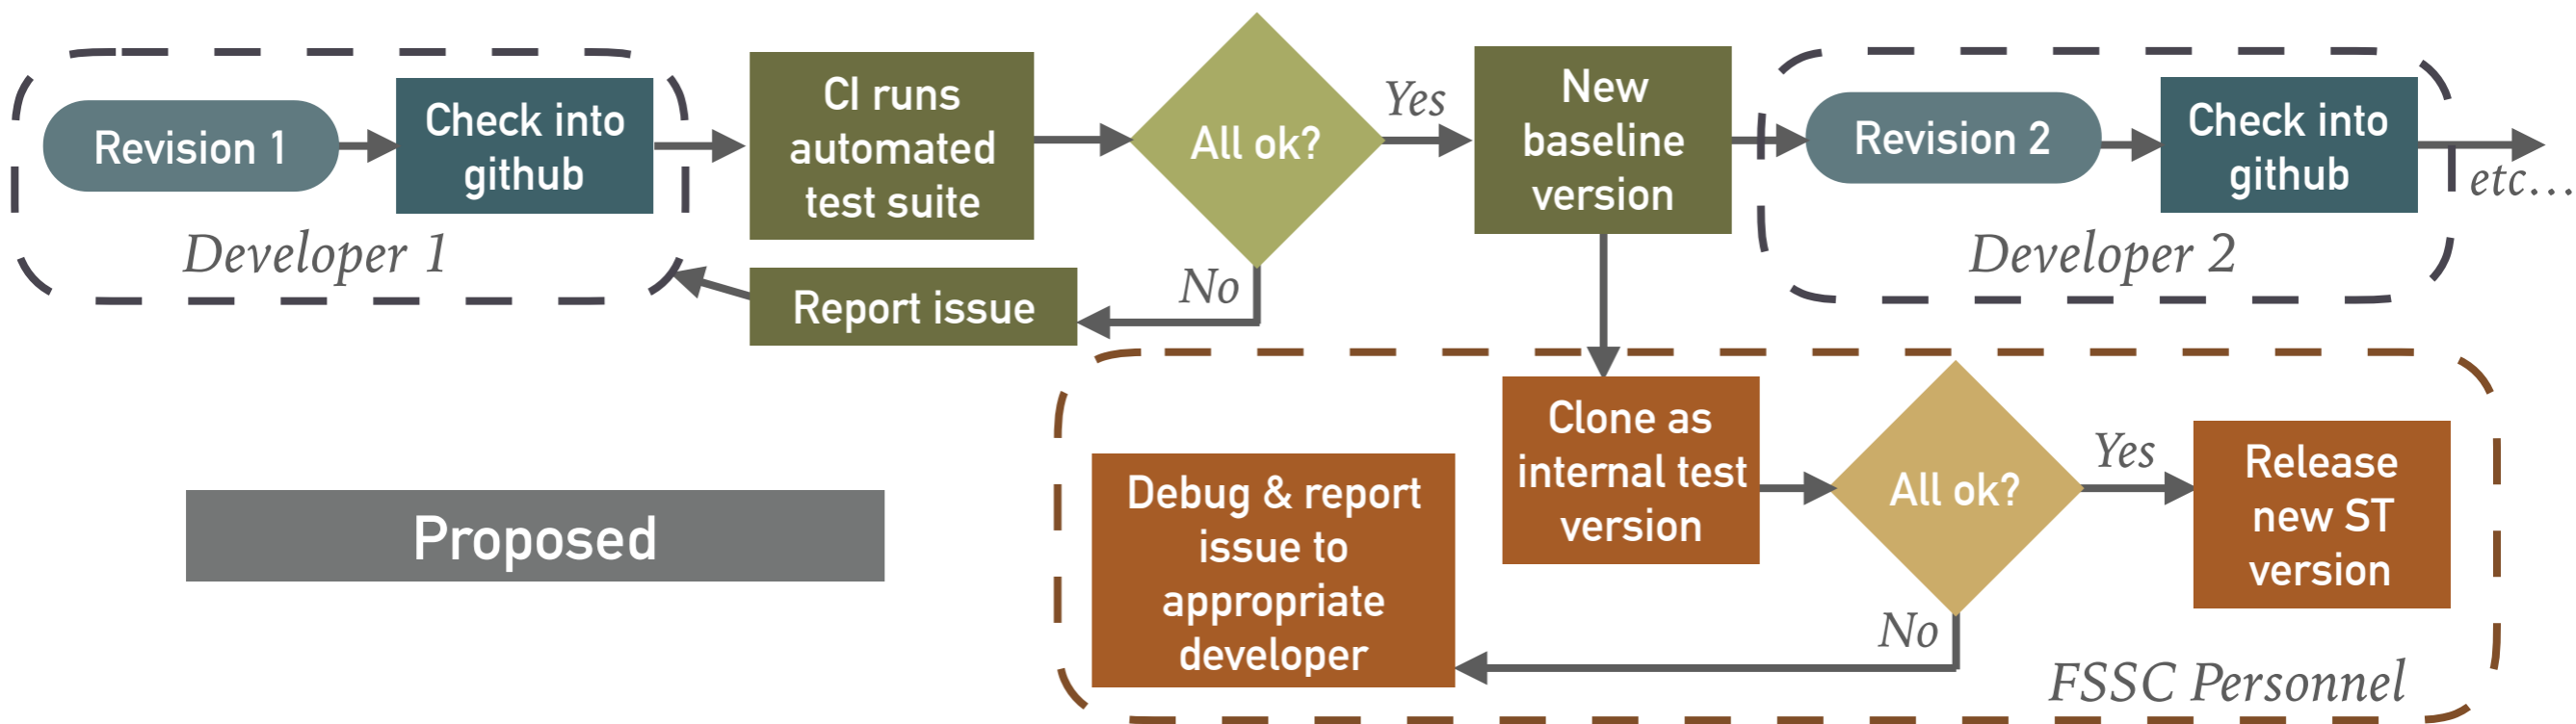 Revision 1
Check into
github
Developer 1
CI runs
automated
test suite
All ok?
Yes
No
Report issue
New
baseline
version
Revision 2
Check into
github
etc...
Developer 2
Proposed
Clone as
internal test
version
All ok?
Yes
No
Release
new ST
version
Debug & report
issue to
appropriate
developer
FSSC Personnel